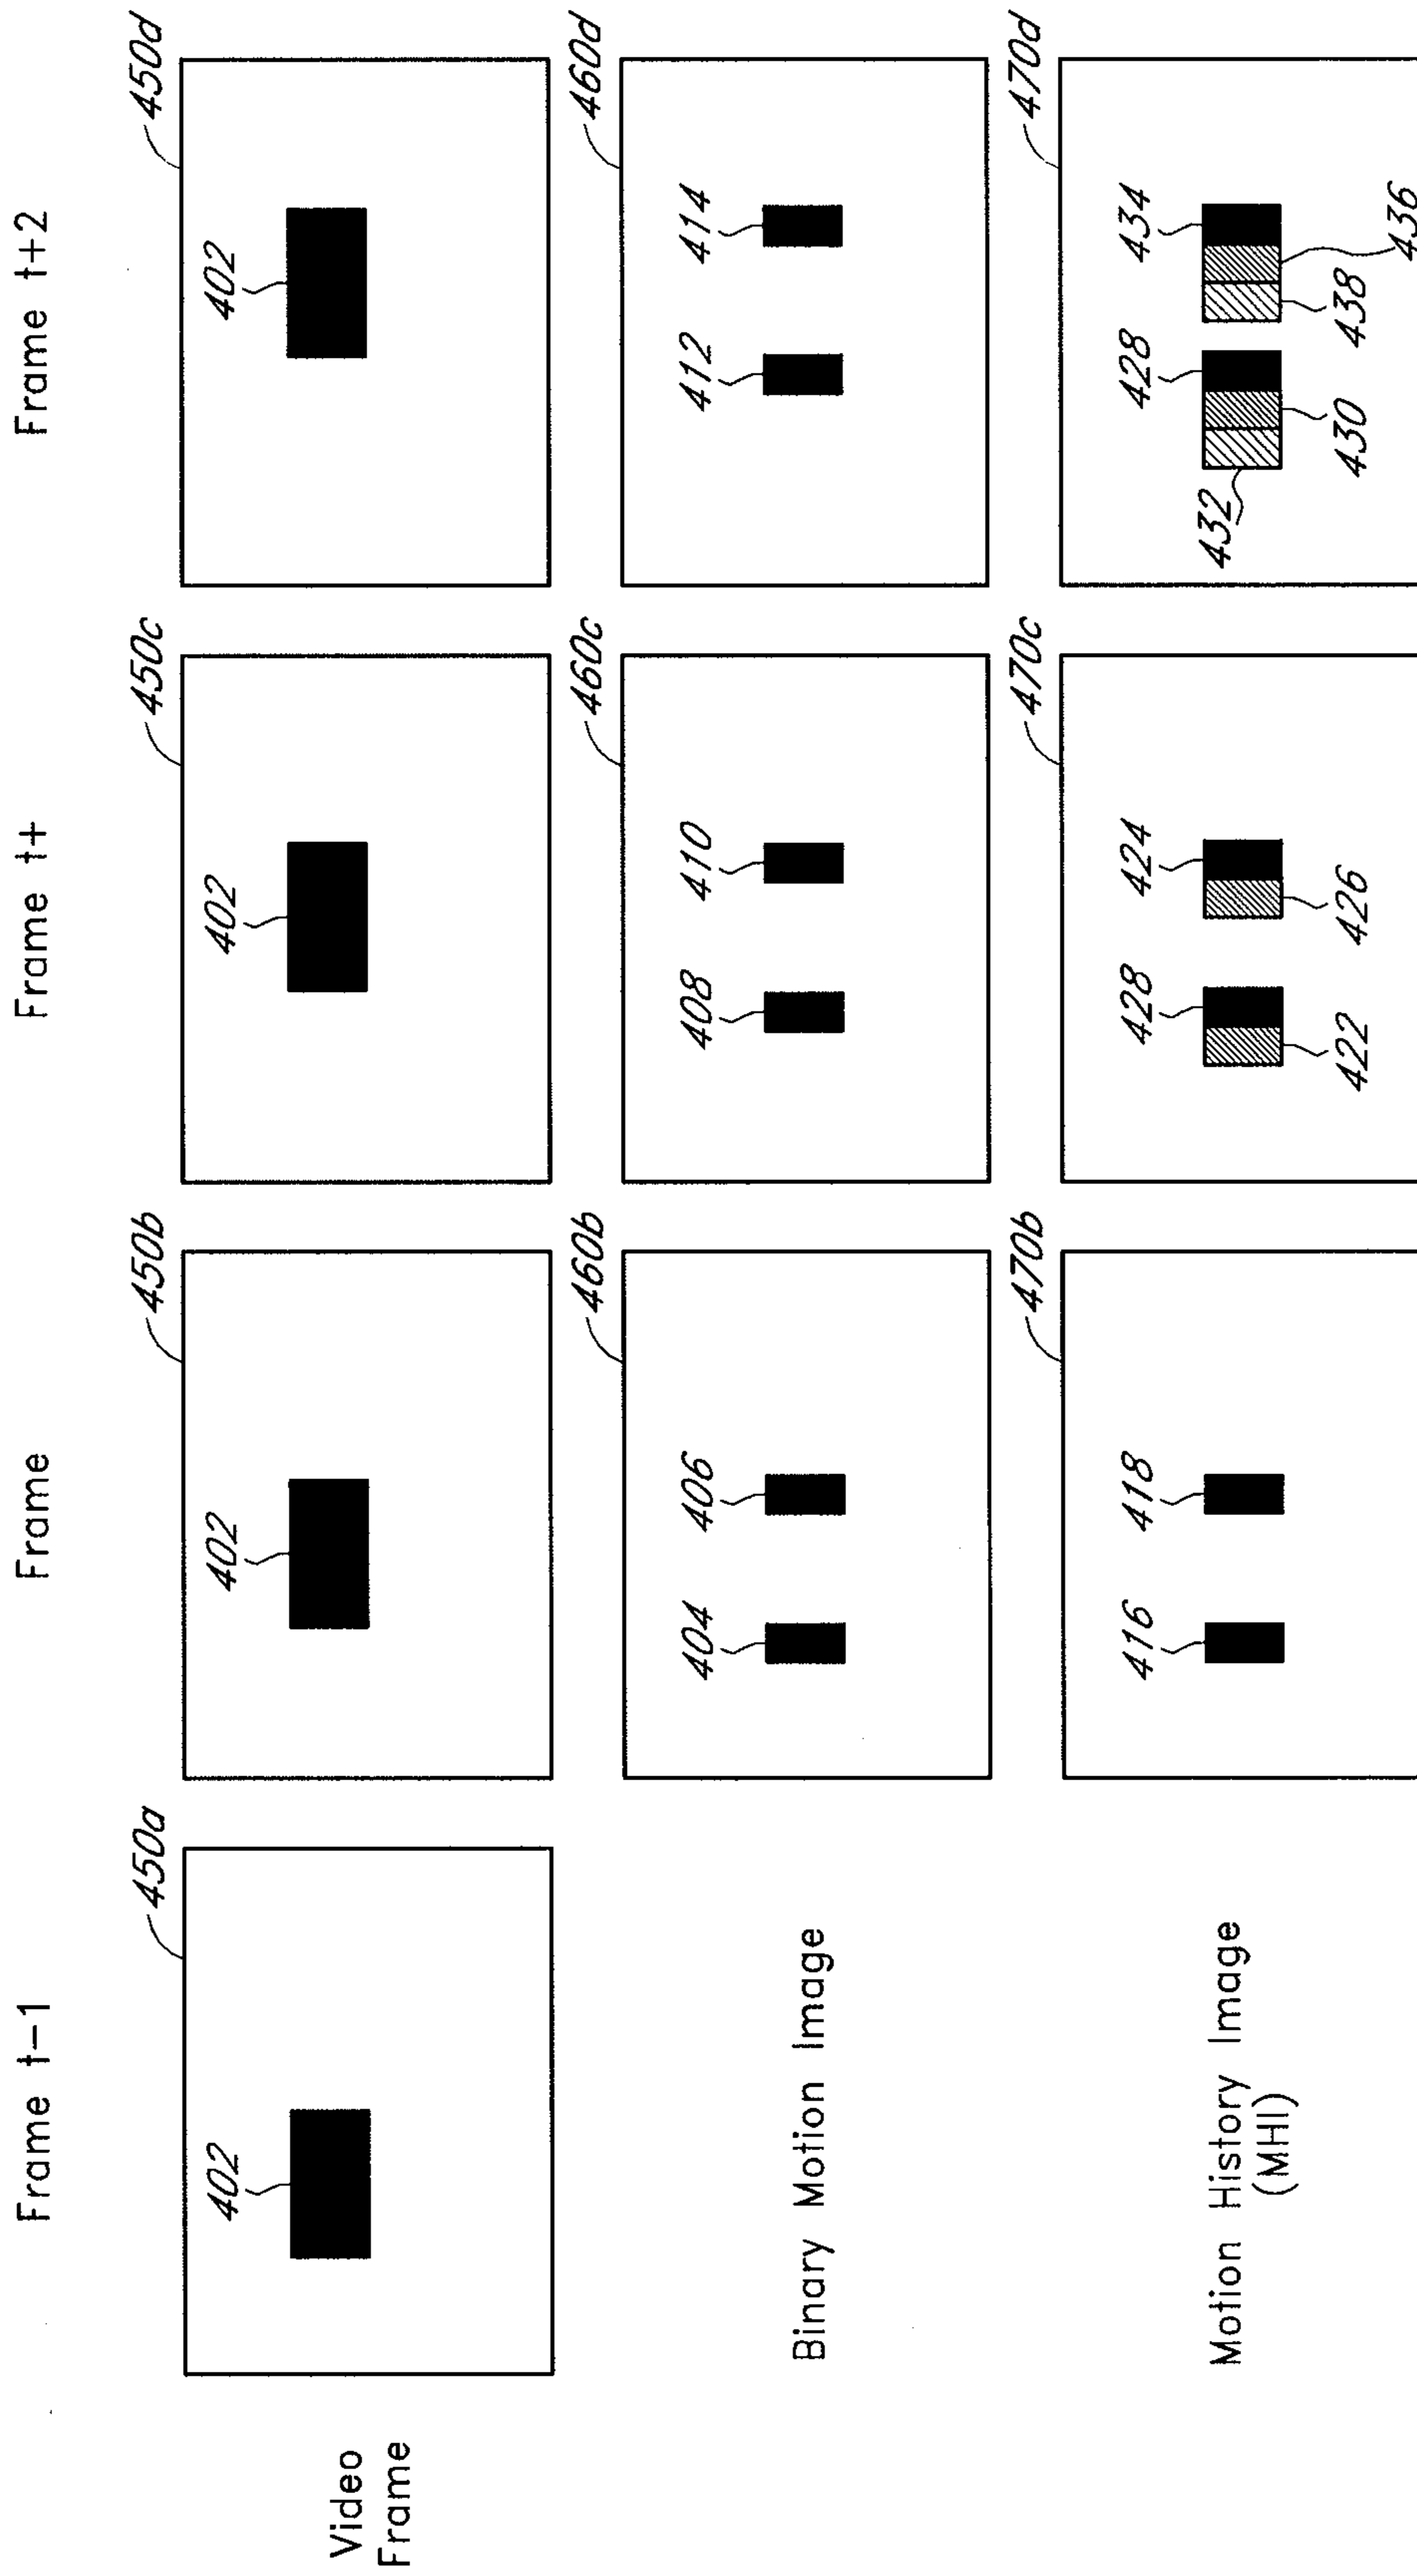 Frame t-1
Frame
Frame t+
Frame t+2
Video
Frame
450a
402
450b
402
450c
402
450d
402
Binary Motion Image
460b
404
406
460c
408
410
460d
412
414
Motion History Image
(MHI)
470b
416
418
470c
428
424
422
426
470d
432
428
434
430
438
436